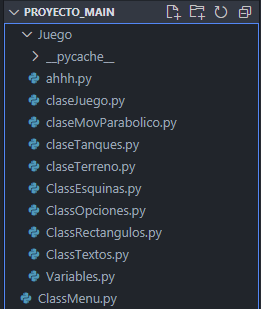 PROYECTO_MAIN
Juego
__pycache__
ahhh.py
claseJuego.py
claseMovParabolico.py
claseTanques.py
claseTerreno.py
ClassEsquinas.py
ClassOpciones.py
ClassRectangulos.py
ClassTextos.py
Variables.py
ClassMenu.py